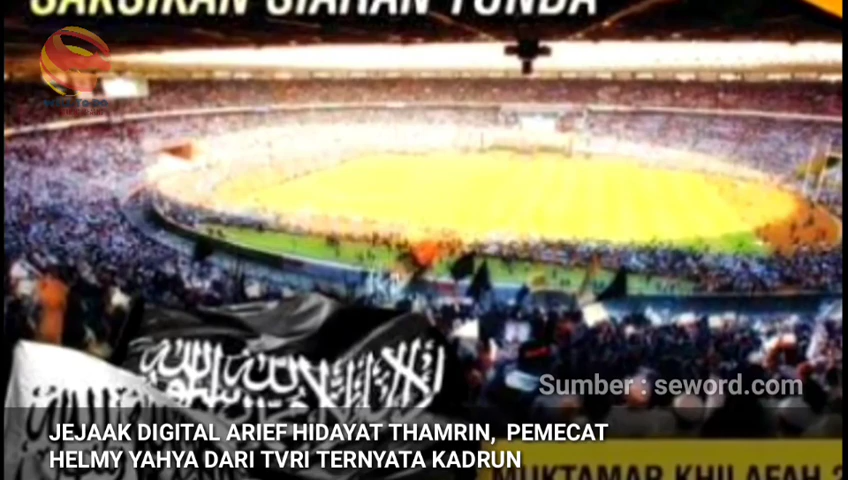 SAKSIKAN SIARAN TUNDA
Sumber : seword.com
JEJAAK DIGITAL ARIEF HIDAYAT THAMRIN, PEMECAT
HELMY YAHYA DARI TVRI TERNYATA KADRUN
MUKTAMAR KHILAFAH 2